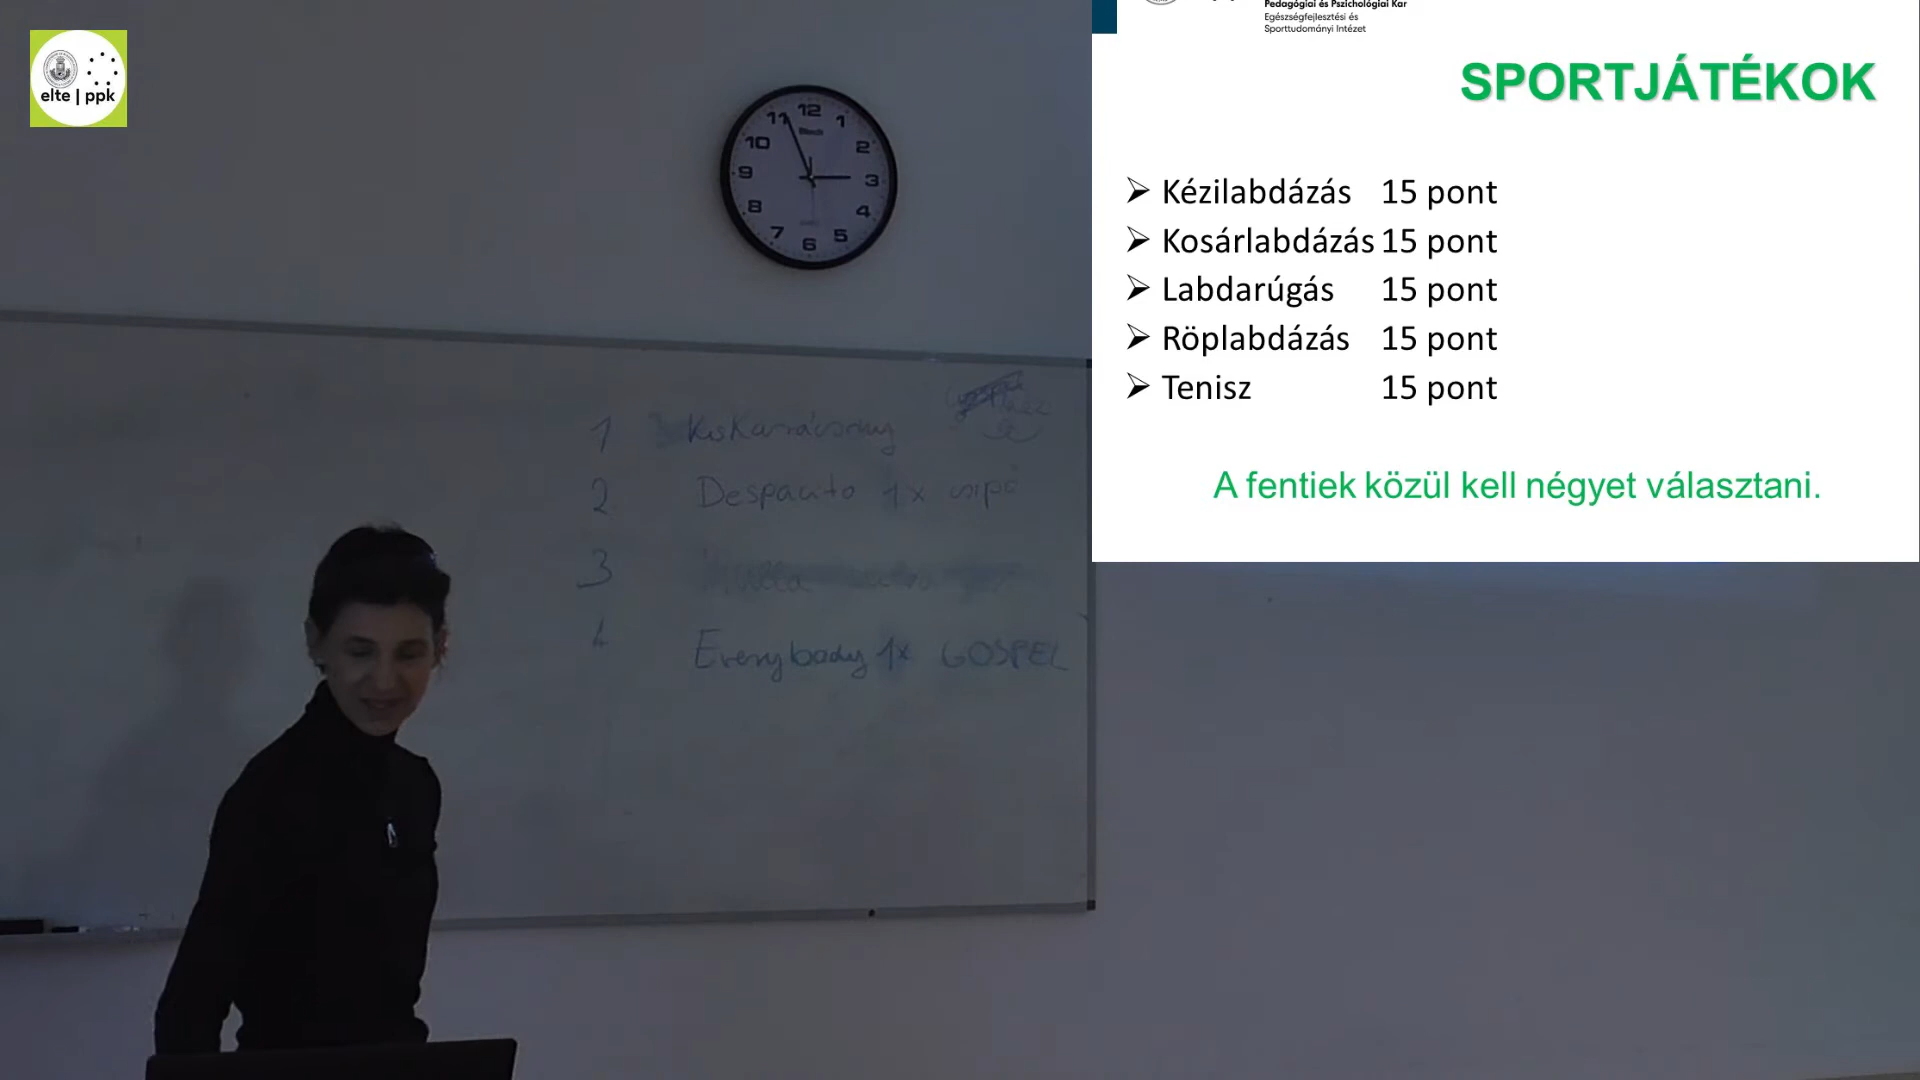 elte | ppk
12
11 1
Pedagógiai és Pszichológiai Kar
Egészségfejlesztési és
Sporttudományi Intézet
SPORTJÁTÉKOK
10 2
9 3
8 4
7 6 5
➢ Kézilabdázás 15 pont
➢ Kosárlabdázás 15 pont
➢ Labdarúgás 15 pont
➢ Röplabdázás 15 pont
➢ Tenisz 15 pont
A fentiek közül kell négyet választani.
1 Kiskarácsony
2 Despacito 1x csípő
3
4 Everybody 1x GOSPEL